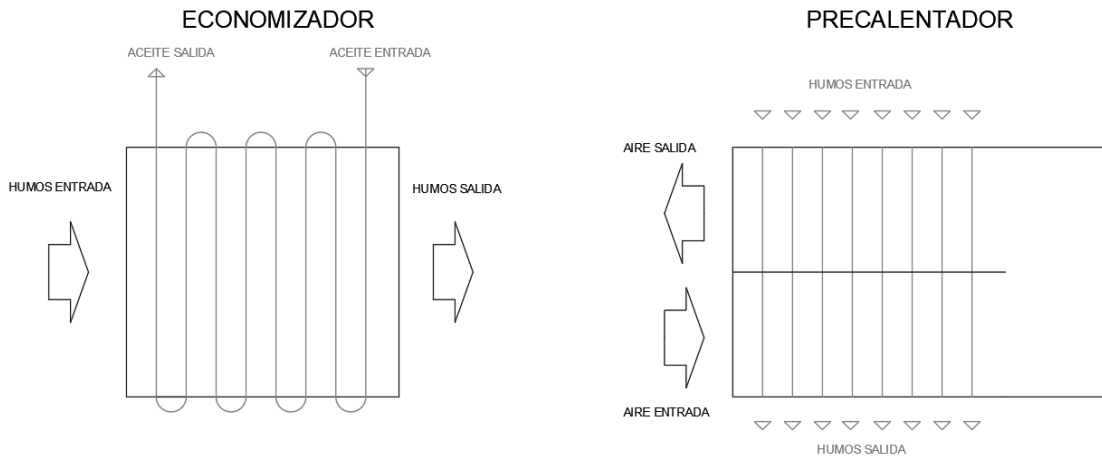 ECONOMIZADOR
ACEITE SALIDA
ACEITE ENTRADA
HUMOS ENTRADA
HUMOS SALIDA
PRECALENTADOR
HUMOS ENTRADA
AIRE SALIDA
AIRE ENTRADA
HUMOS SALIDA